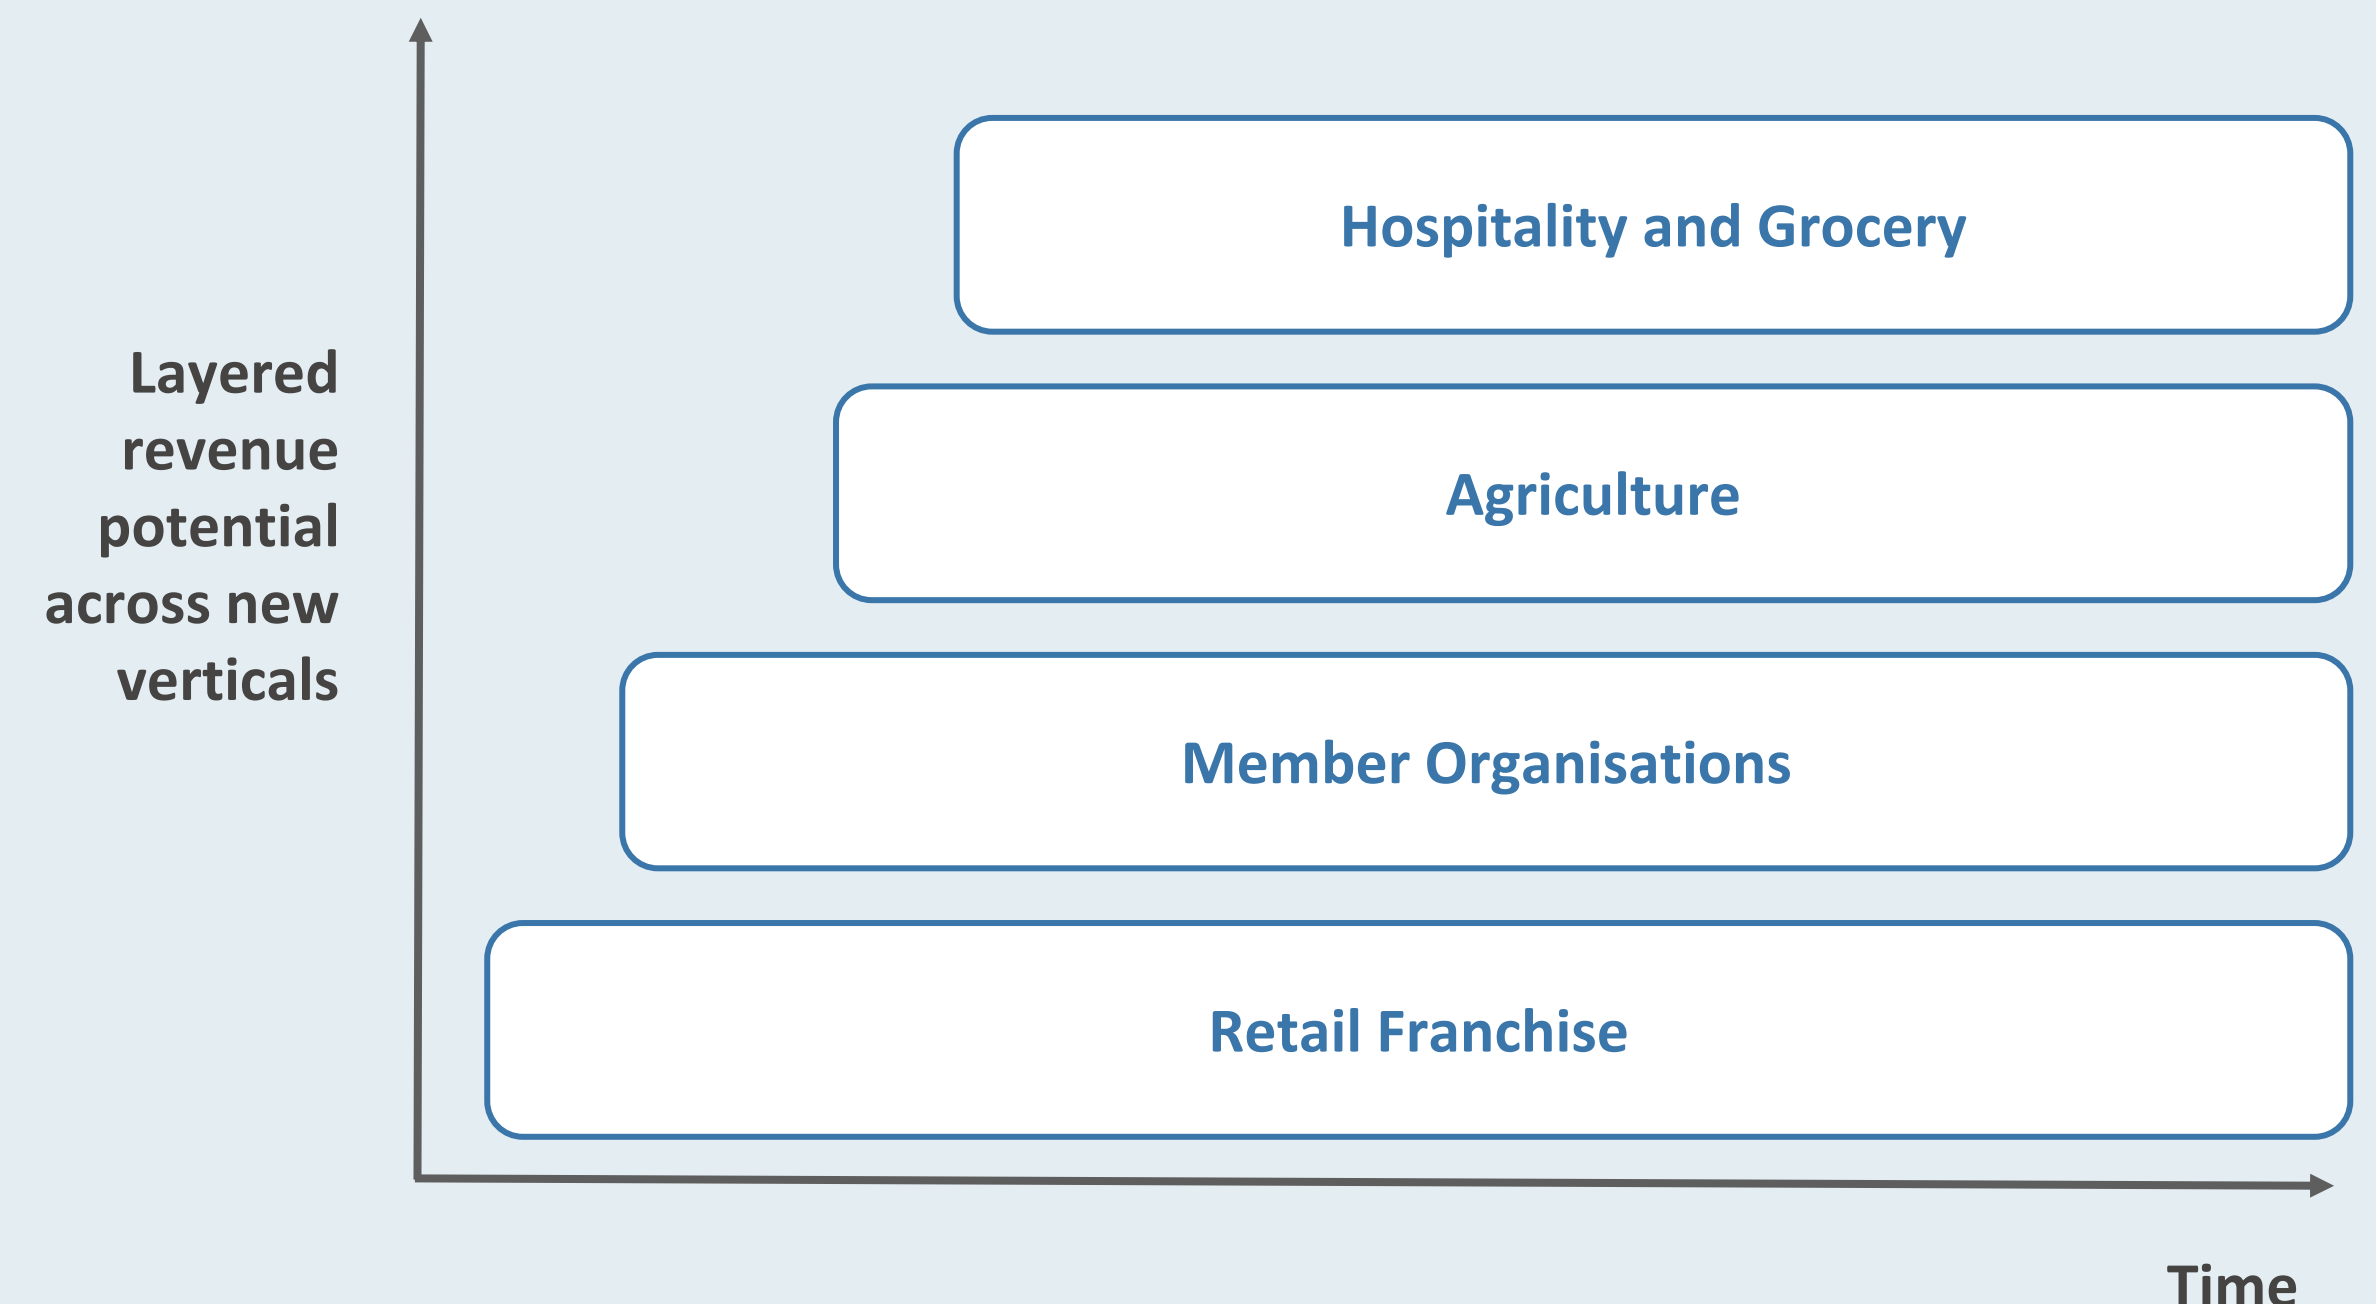 Hospitality and Grocery
Layered
revenue
potential
across new
verticals
Agriculture
Member Organisations
Retail Franchise
Time